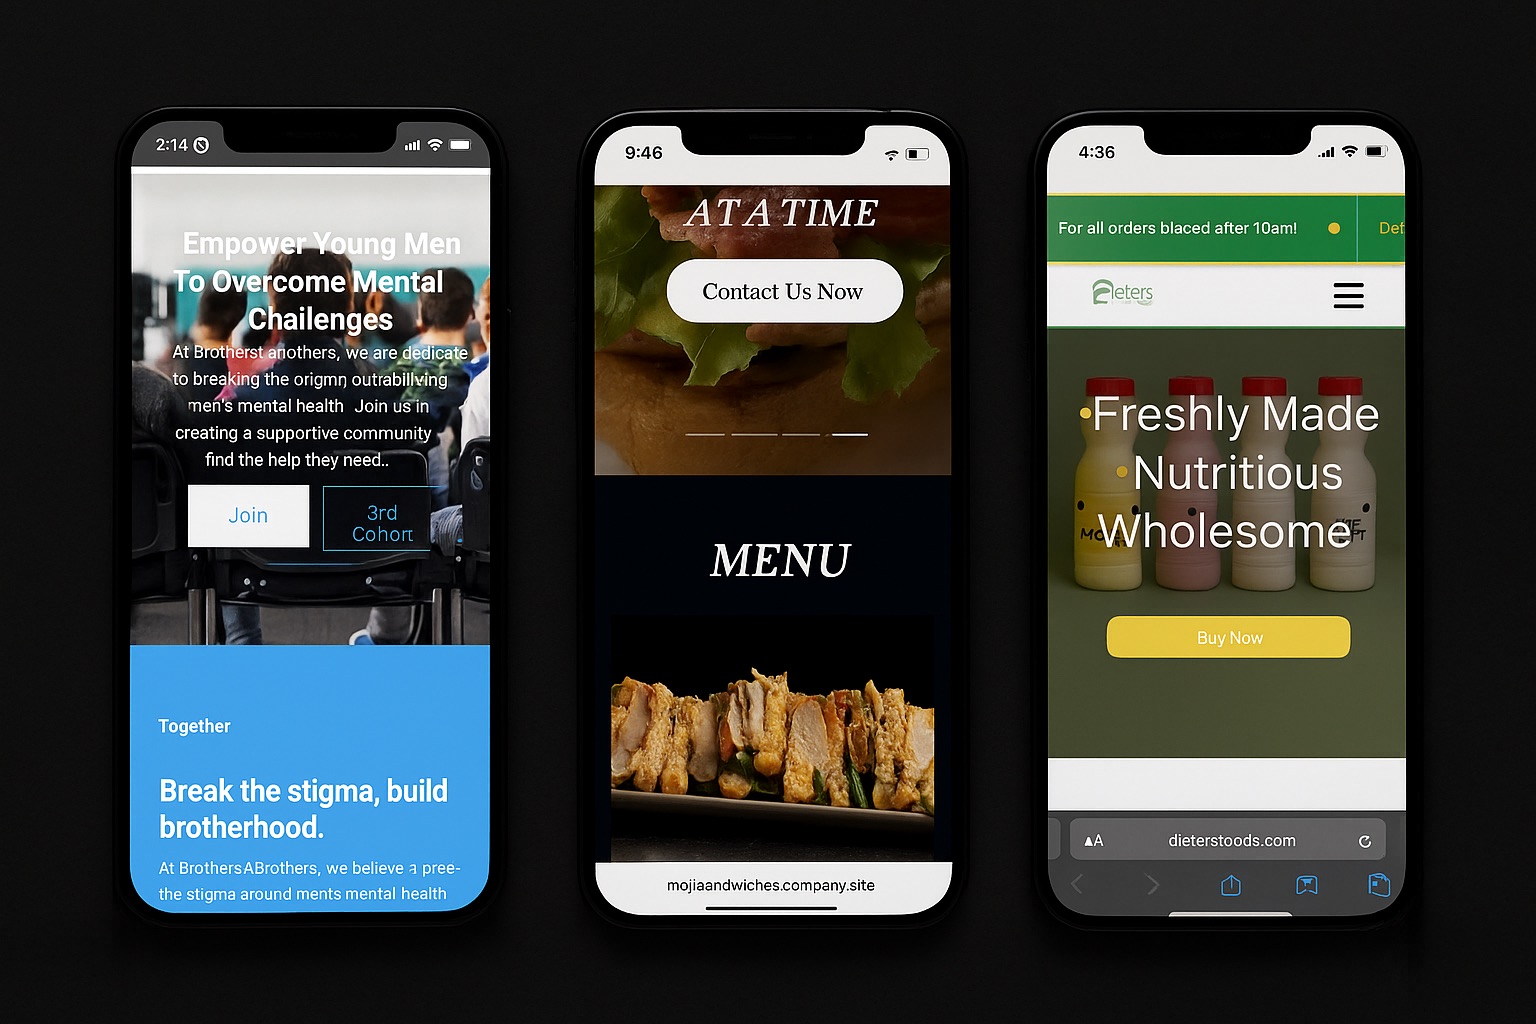 2:14
Empower Young Men
To Overcome Mental
Chailenges
At Brotherst ariothers, we are dedicate
to breaking the origmn outrabillving
men's mental health Join us in
creating a supportive community
find the help they need..
Join
3rd
Cohort
Together
Break the stigma, build
brotherhood.
At BrothersABrothers, we believe a pree-
the stigma around ments mental health
9:46
AT A TIME
Contact Us Now
MENU
mojiaandwiches.company.site
4:36
For all orders blaced after 10am!
Def
Dieters
Freshly Made
Nutritious
Wholesome
Buy Now
AA
dieterstoods.com